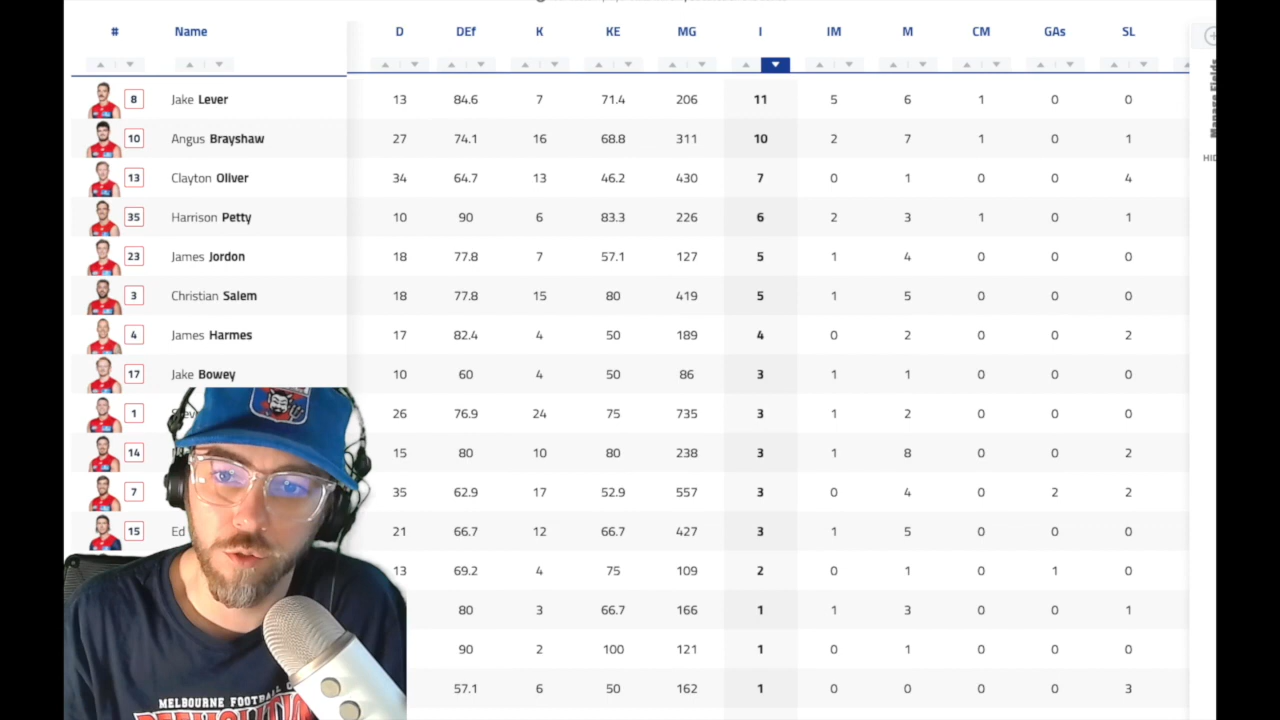 # Name D DEf K KE MG I IM M CM GAs SL
Manage Fields
8 Jake Lever 13 84.6 7 71.4 206 11 5 6 1 0 0
10 Angus Brayshaw 27 74.1 16 68.8 311 10 2 7 1 0 1
13 Clayton Oliver 34 64.7 13 46.2 430 7 0 1 0 0 4
35 Harrison Petty 10 90 6 83.3 226 6 2 3 1 0 1
23 James Jordon 18 77.8 7 57.1 127 5 1 4 0 0 0
3 Christian Salem 18 77.8 15 80 419 5 1 5 0 0 0
4 James Harmes 17 82.4 4 50 189 4 0 2 0 0 2
17 Jake Bowey 10 60 4 50 86 3 1 1 0 0 0
1 26 76.9 24 75 735 3 1 2 0 0 0
14 15 80 10 80 238 3 1 8 0 0 2
7 35 62.9 17 52.9 557 3 0 4 0 2 2
15 Ed 21 66.7 12 66.7 427 3 1 5 0 0 0
13 69.2 4 75 109 2 0 1 0 1 0
80 3 66.7 166 1 1 3 0 0 1
90 2 100 121 1 0 1 0 0 0
57.1 6 50 162 1 0 0 0 0 3
MELBOURNE FOOTBALL